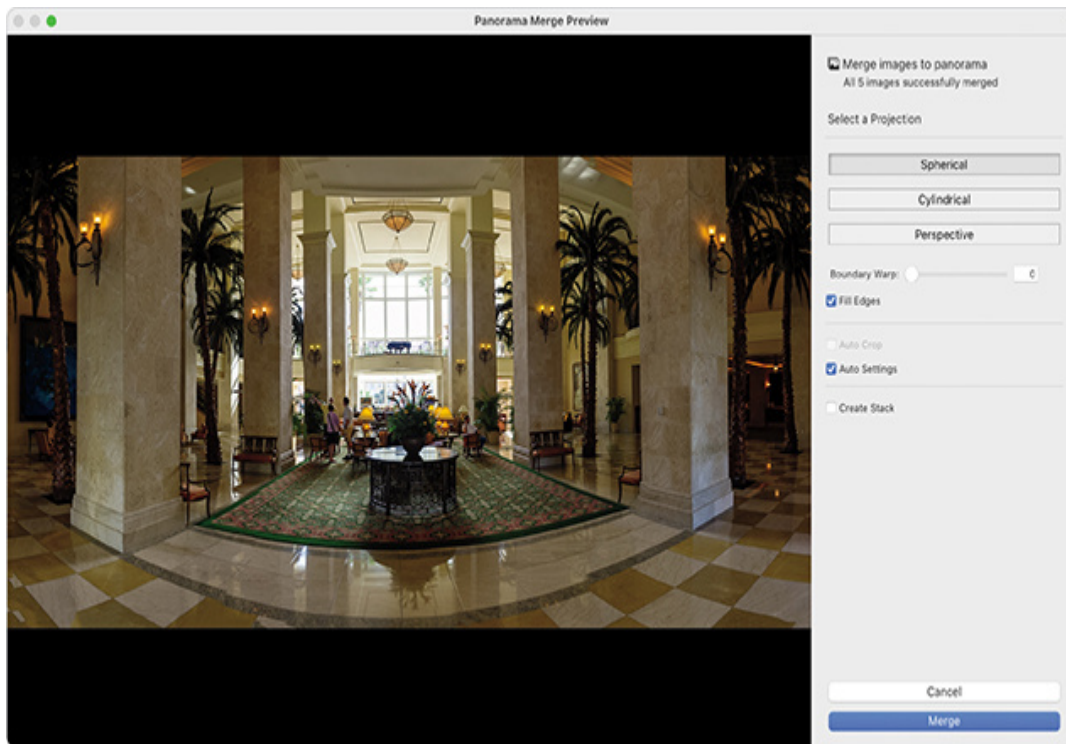 Panorama Merge Preview
Merge images to panorama
All 5 images successfully merged
Select a Projection
Spherical
Cylindrical
Perspective
Boundary Warp: 0
Fill Edges
Auto Crop
Auto Settings
Create Stack
Cancel
Merge